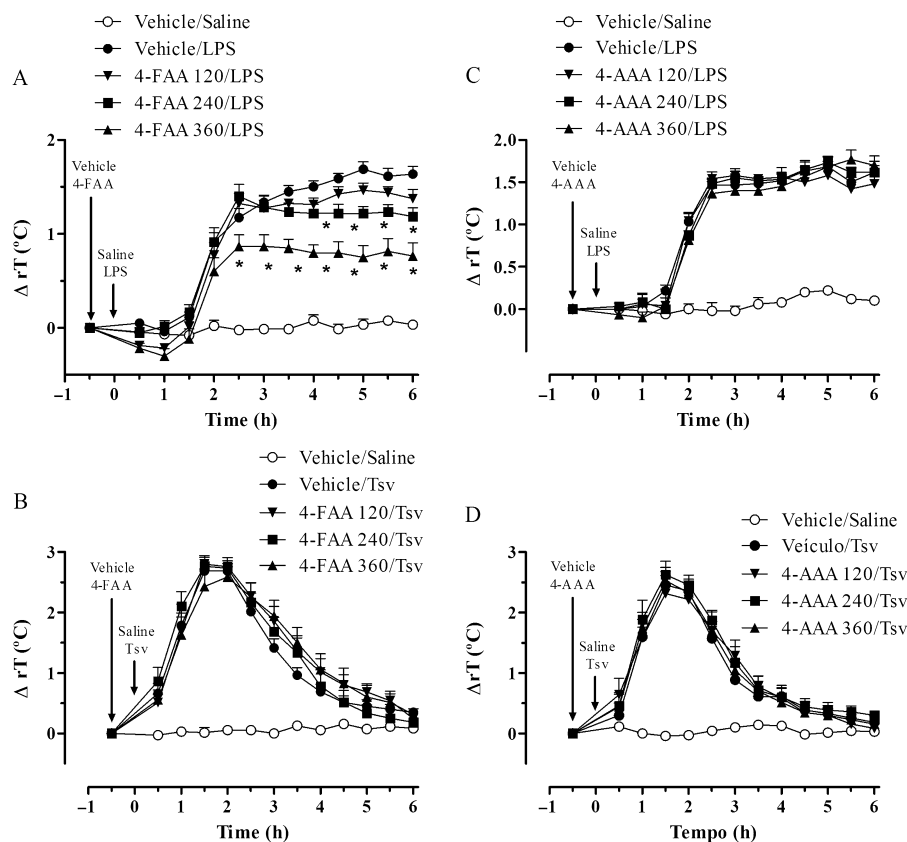 A
Vehicle/Saline
Vehicle/LPS
4-FAA 120/LPS
4-FAA 240/LPS
4-FAA 360/LPS
Vehicle
4-FAA
Saline
LPS
Δ rT (ºC)
2
1
0
* * * *
* * * * * * * *
−1 0 1 2 3 4 5 6
Time (h)
C
Vehicle/Saline
Vehicle/LPS
4-AAA 120/LPS
4-AAA 240/LPS
4-AAA 360/LPS
Vehicle
4-AAA
Saline
LPS
Δ rT (ºC)
2.0
1.5
1.0
0.5
0.0
−1 0 1 2 3 4 5 6
Time (h)
B
Vehicle/Saline
Vehicle/Tsv
4-FAA 120/Tsv
4-FAA 240/Tsv
4-FAA 360/Tsv
Vehicle
4-FAA
Saline
Tsv
Δ rT (ºC)
3
2
1
0
−1 0 1 2 3 4 5 6
Time (h)
D
Vehicle/Saline
Veículo/Tsv
4-AAA 120/Tsv
4-AAA 240/Tsv
4-AAA 360/Tsv
Vehicle
4-AAA
Saline
Tsv
ΔrT (ºC)
3
2
1
0
−1 0 1 2 3 4 5 6
Tempo (h)